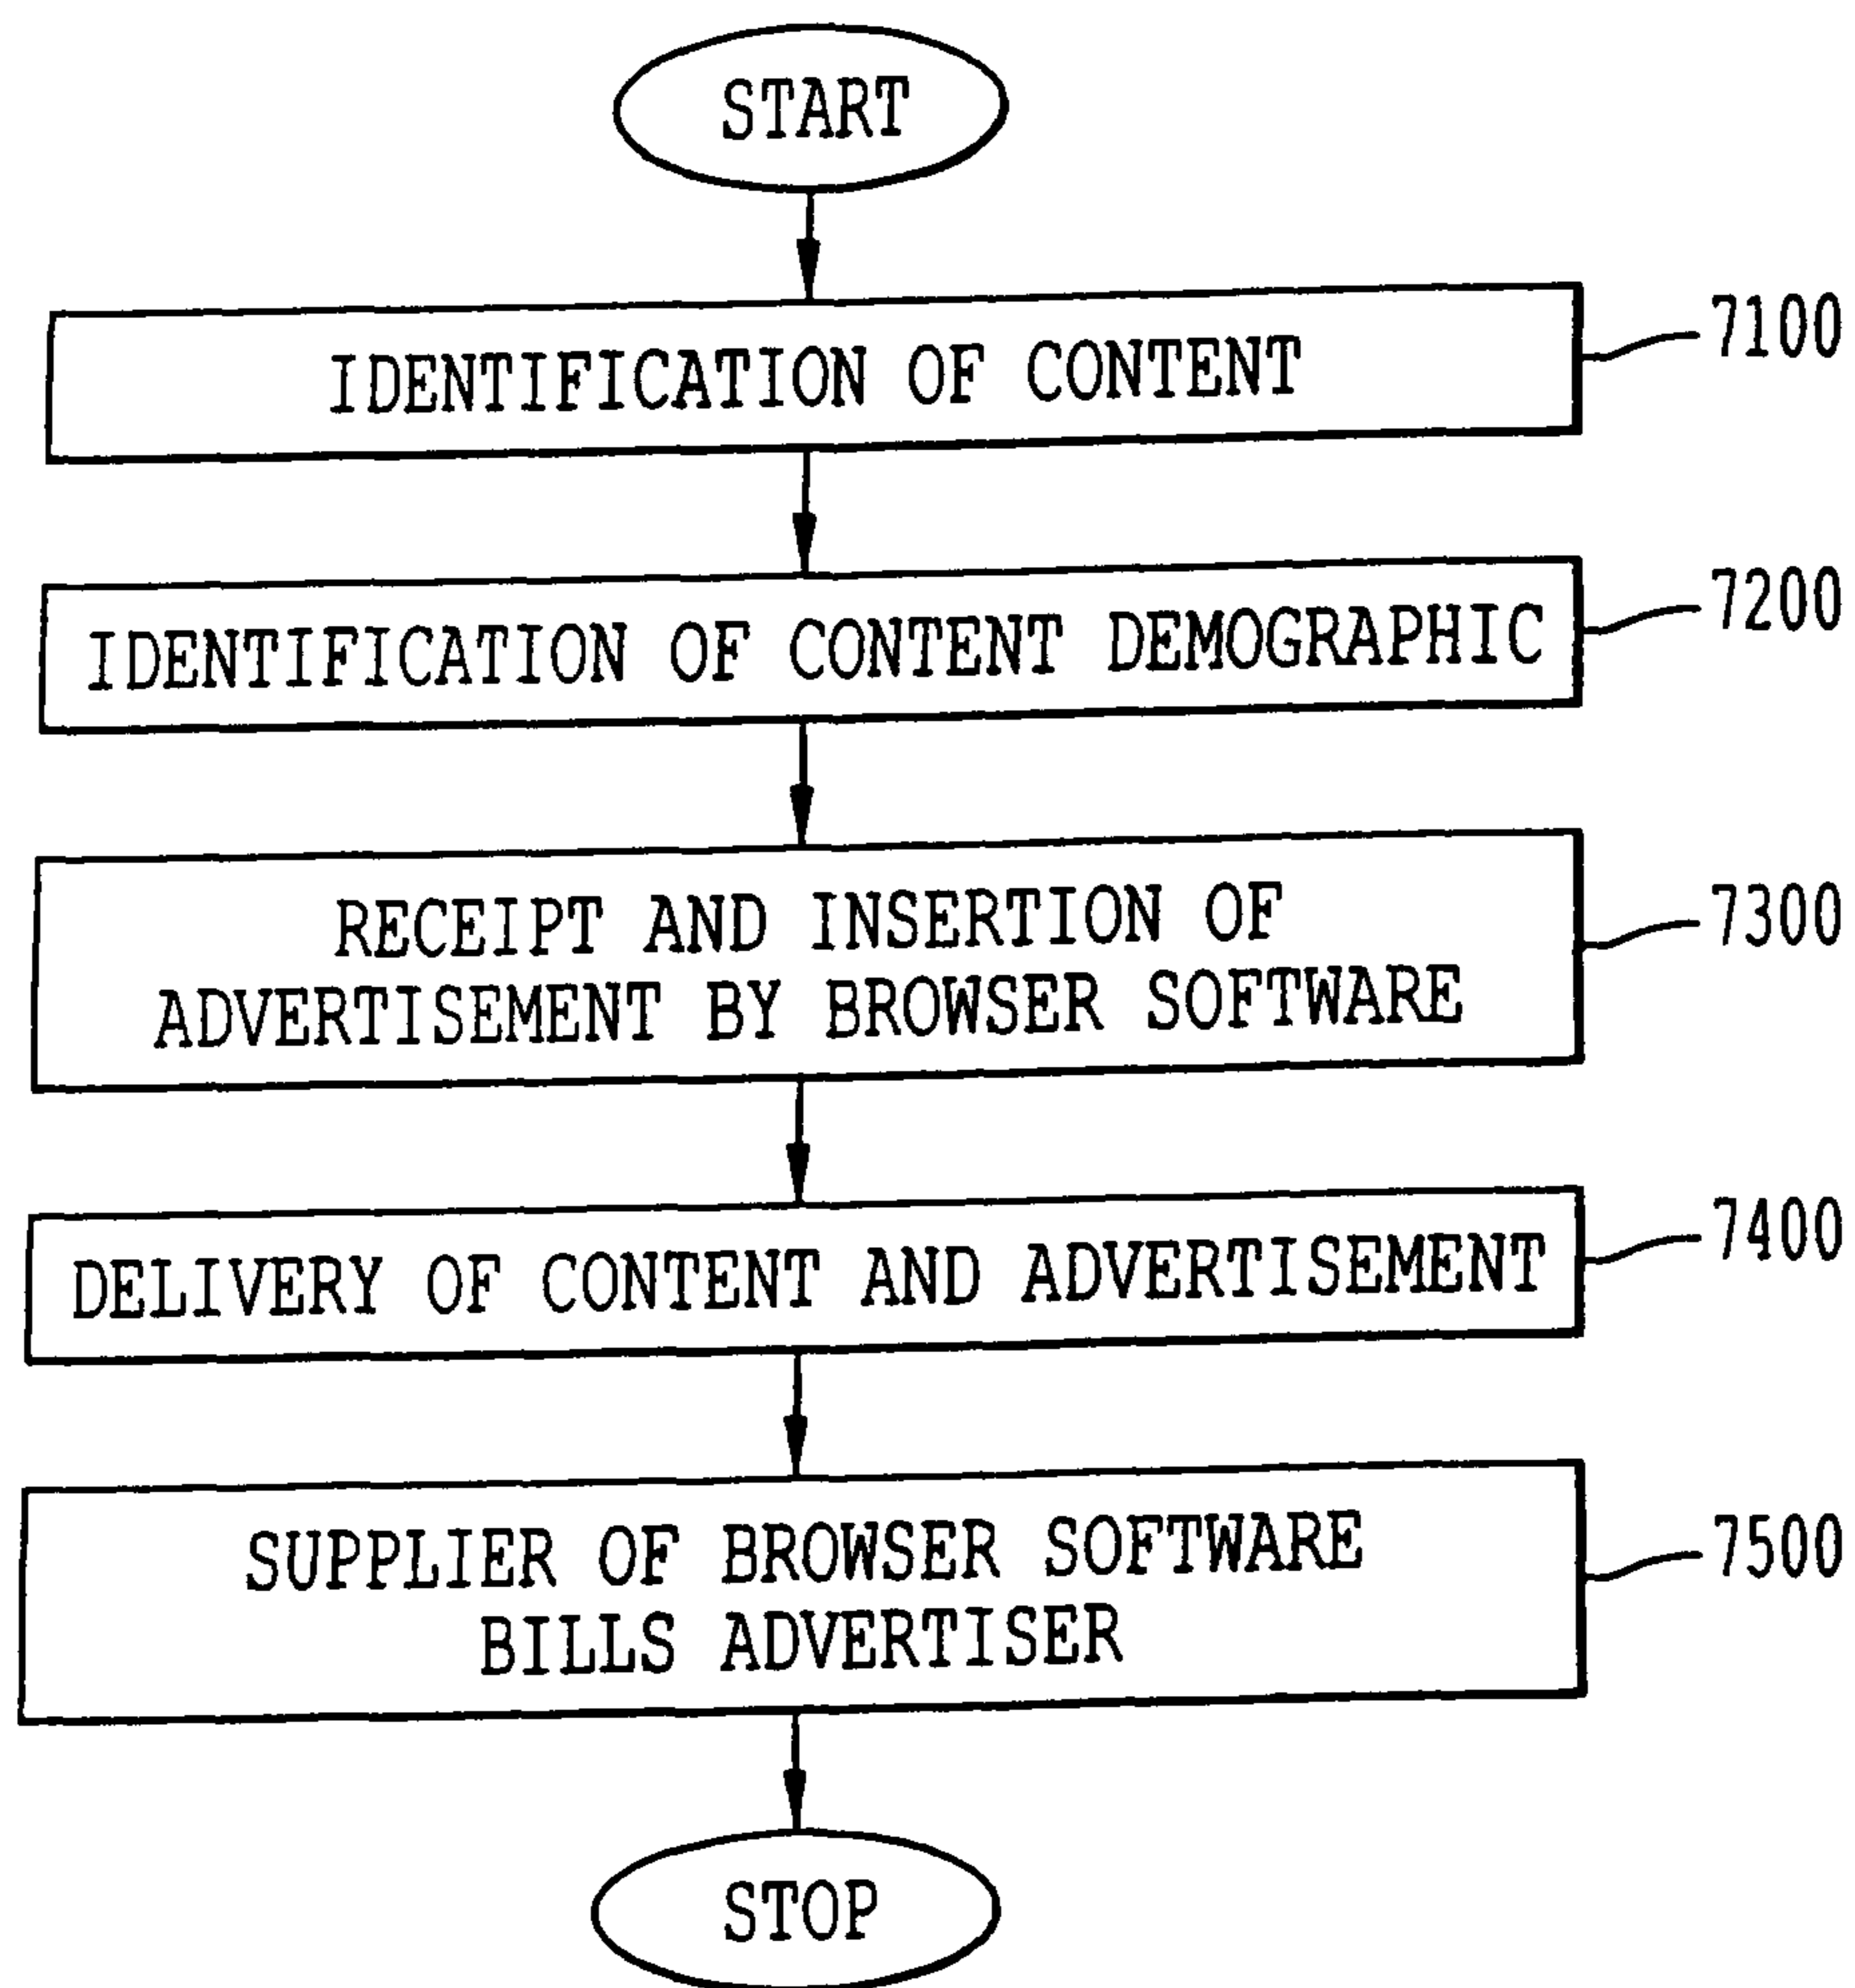 START
IDENTIFICATION OF CONTENT
7100
IDENTIFICATION OF CONTENT DEMOGRAPHIC
7200
RECEIPT AND INSERTION OF
ADVERTISEMENT BY BROWSER SOFTWARE
7300
DELIVERY OF CONTENT AND ADVERTISEMENT
7400
SUPPLIER OF BROWSER SOFTWARE
BILLS ADVERTISER
7500
STOP